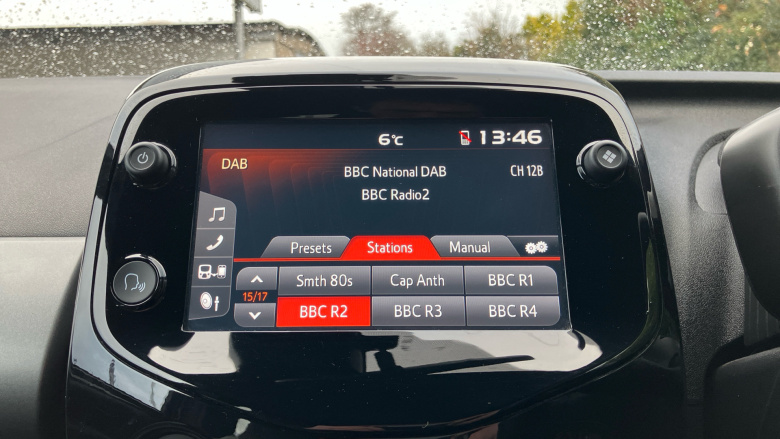 6°C 13:46
DAB
BBC National DAB CH 12B
BBC Radio2
Presets Stations Manual
Smth 80s Cap Anth BBC R1
15/17
BBC R2 BBC R3 BBC R4